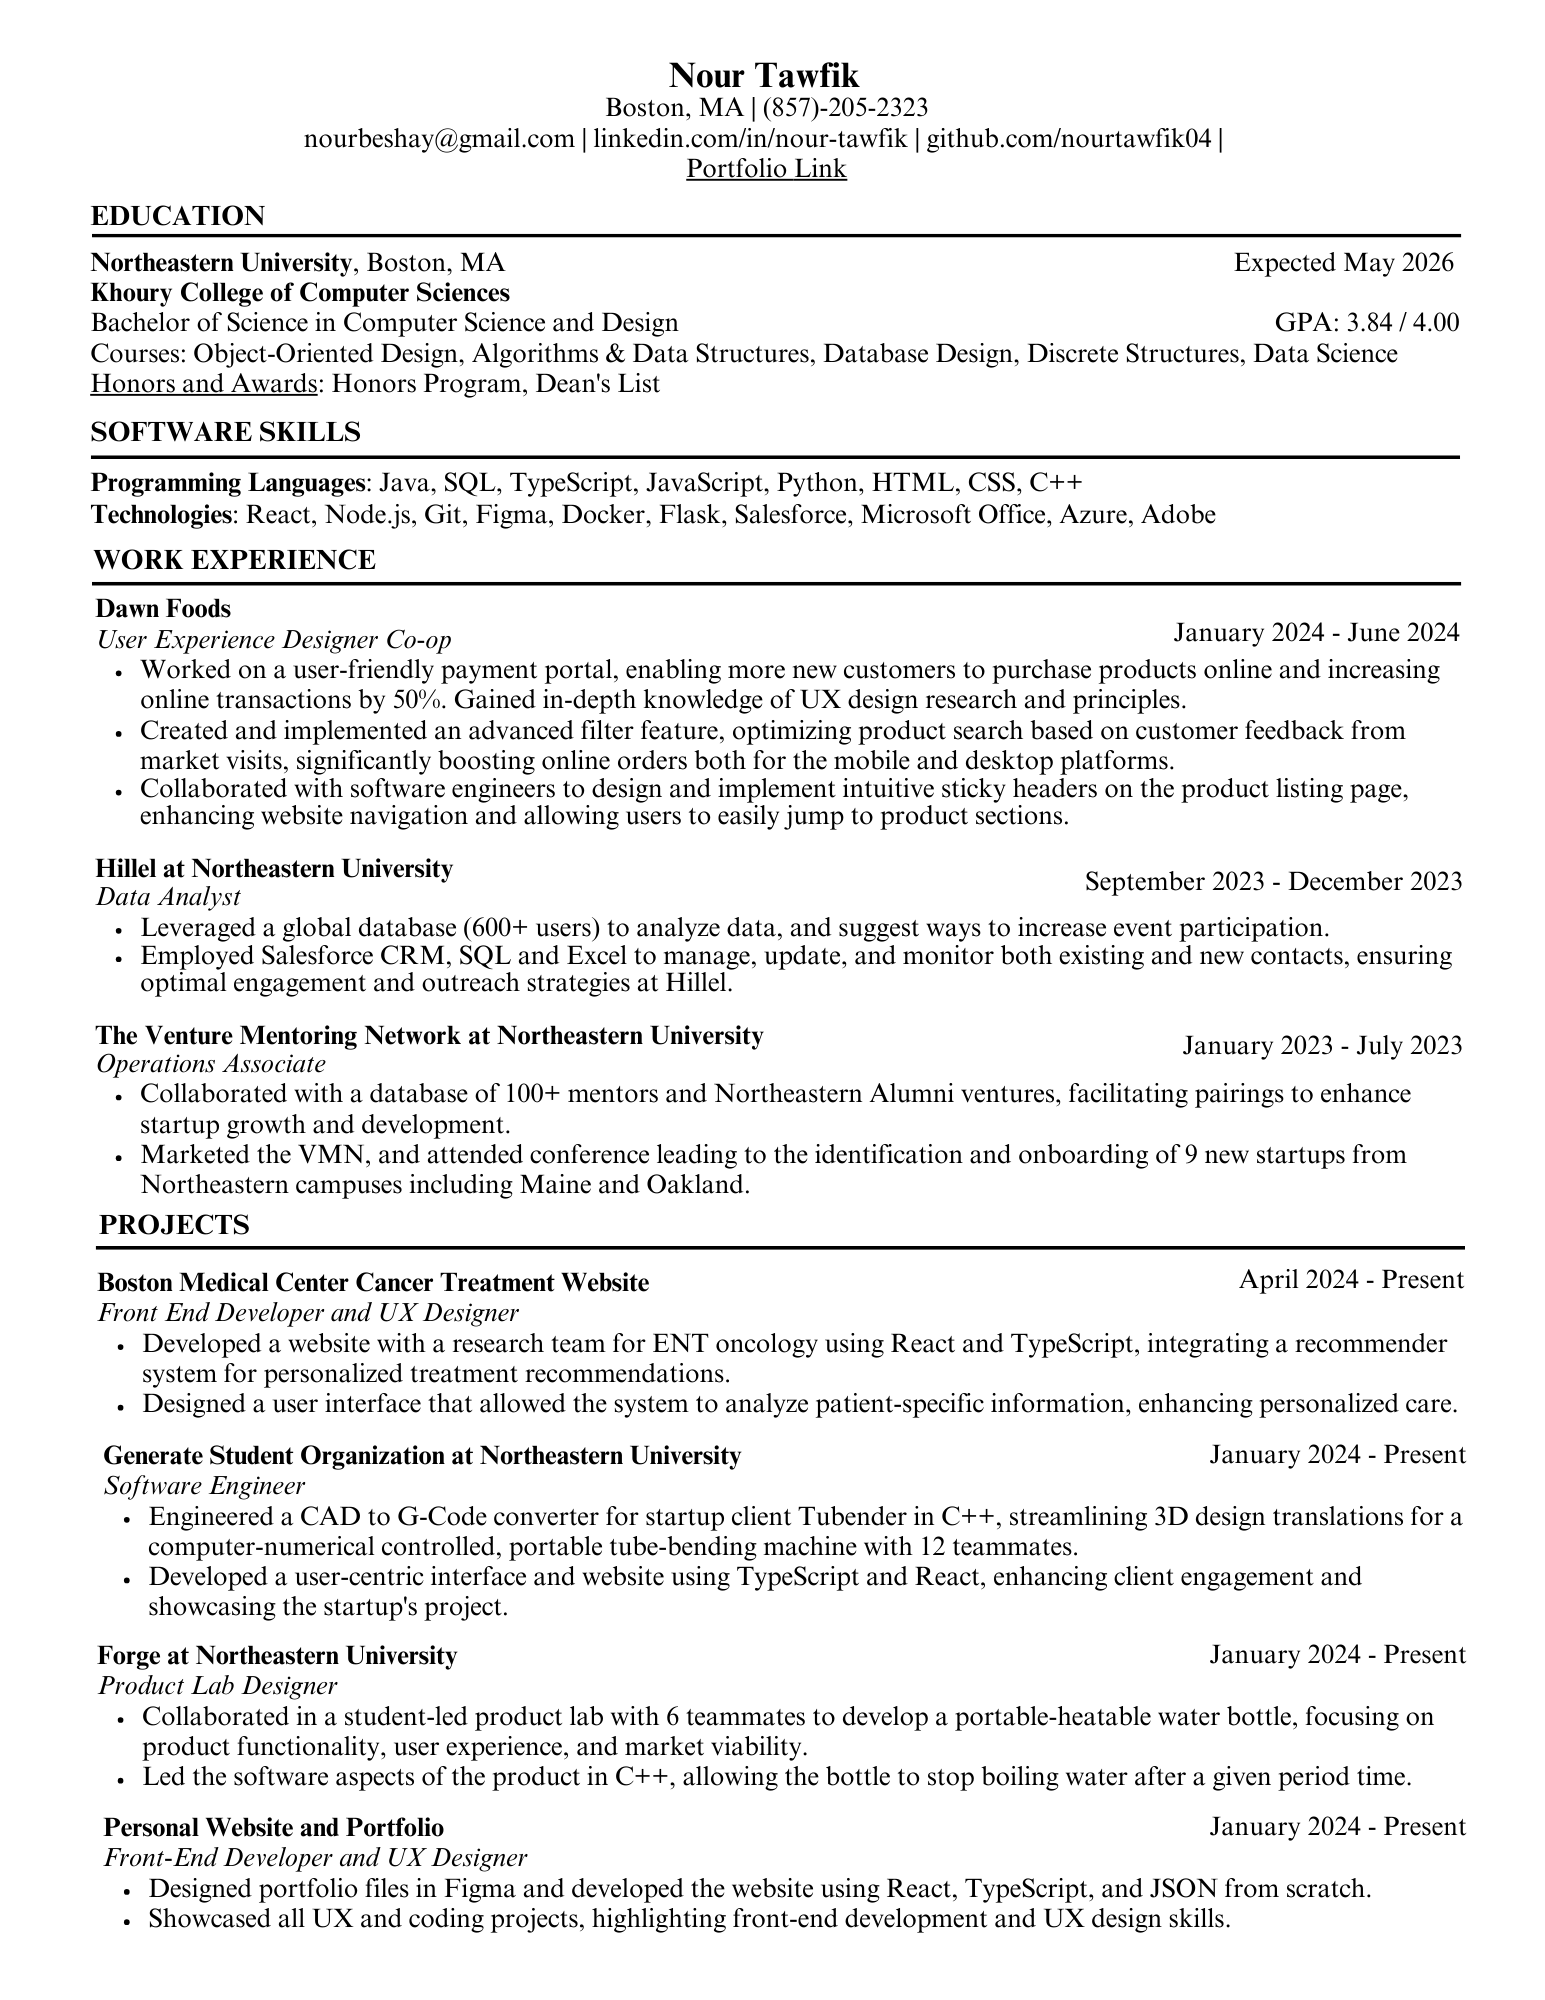 Nour Tawfik
Boston, MA | (857)-205-2323
nourbeshay@gmail.com | linkedin.com/in/nour-tawfik | github.com/nourtawfik04 |
Portfolio Link
EDUCATION
Northeastern University, Boston, MA Expected May 2026
Khoury College of Computer Sciences
Bachelor of Science in Computer Science and Design GPA: 3.84 / 4.00
Courses: Object-Oriented Design, Algorithms & Data Structures, Database Design, Discrete Structures, Data Science
Honors and Awards: Honors Program, Dean's List
SOFTWARE SKILLS
Programming Languages: Java, SQL, TypeScript, JavaScript, Python, HTML, CSS, C++
Technologies: React, Node.js, Git, Figma, Docker, Flask, Salesforce, Microsoft Office, Azure, Adobe
WORK EXPERIENCE
Dawn Foods
User Experience Designer Co-op January 2024 - June 2024
• Worked on a user-friendly payment portal, enabling more new customers to purchase products online and increasing
online transactions by 50%. Gained in-depth knowledge of UX design research and principles.
• Created and implemented an advanced filter feature, optimizing product search based on customer feedback from
market visits, significantly boosting online orders both for the mobile and desktop platforms.
• Collaborated with software engineers to design and implement intuitive sticky headers on the product listing page,
enhancing website navigation and allowing users to easily jump to product sections.
Hillel at Northeastern University September 2023 - December 2023
Data Analyst
• Leveraged a global database (600+ users) to analyze data, and suggest ways to increase event participation.
• Employed Salesforce CRM, SQL and Excel to manage, update, and monitor both existing and new contacts, ensuring
optimal engagement and outreach strategies at Hillel.
The Venture Mentoring Network at Northeastern University January 2023 - July 2023
Operations Associate
• Collaborated with a database of 100+ mentors and Northeastern Alumni ventures, facilitating pairings to enhance
startup growth and development.
• Marketed the VMN, and attended conference leading to the identification and onboarding of 9 new startups from
Northeastern campuses including Maine and Oakland.
PROJECTS
Boston Medical Center Cancer Treatment Website April 2024 - Present
Front End Developer and UX Designer
• Developed a website with a research team for ENT oncology using React and TypeScript, integrating a recommender
system for personalized treatment recommendations.
• Designed a user interface that allowed the system to analyze patient-specific information, enhancing personalized care.
Generate Student Organization at Northeastern University January 2024 - Present
Software Engineer
• Engineered a CAD to G-Code converter for startup client Tubender in C++, streamlining 3D design translations for a
computer-numerical controlled, portable tube-bending machine with 12 teammates.
• Developed a user-centric interface and website using TypeScript and React, enhancing client engagement and
showcasing the startup's project.
Forge at Northeastern University January 2024 - Present
Product Lab Designer
• Collaborated in a student-led product lab with 6 teammates to develop a portable-heatable water bottle, focusing on
product functionality, user experience, and market viability.
• Led the software aspects of the product in C++, allowing the bottle to stop boiling water after a given period time.
Personal Website and Portfolio January 2024 - Present
Front-End Developer and UX Designer
• Designed portfolio files in Figma and developed the website using React, TypeScript, and JSON from scratch.
• Showcased all UX and coding projects, highlighting front-end development and UX design skills.